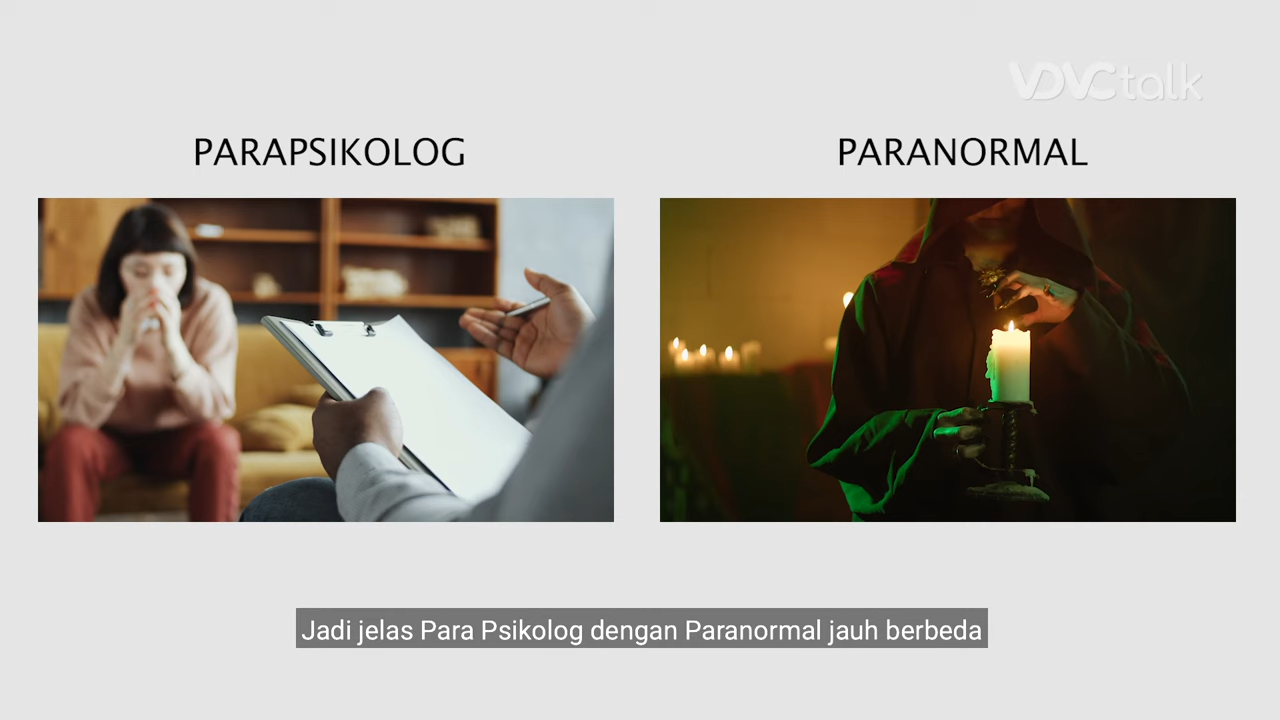 VDVCtalk
PARAPSIKOLOG
PARANORMAL
Jadi jelas Para Psikolog dengan Paranormal jauh berbeda